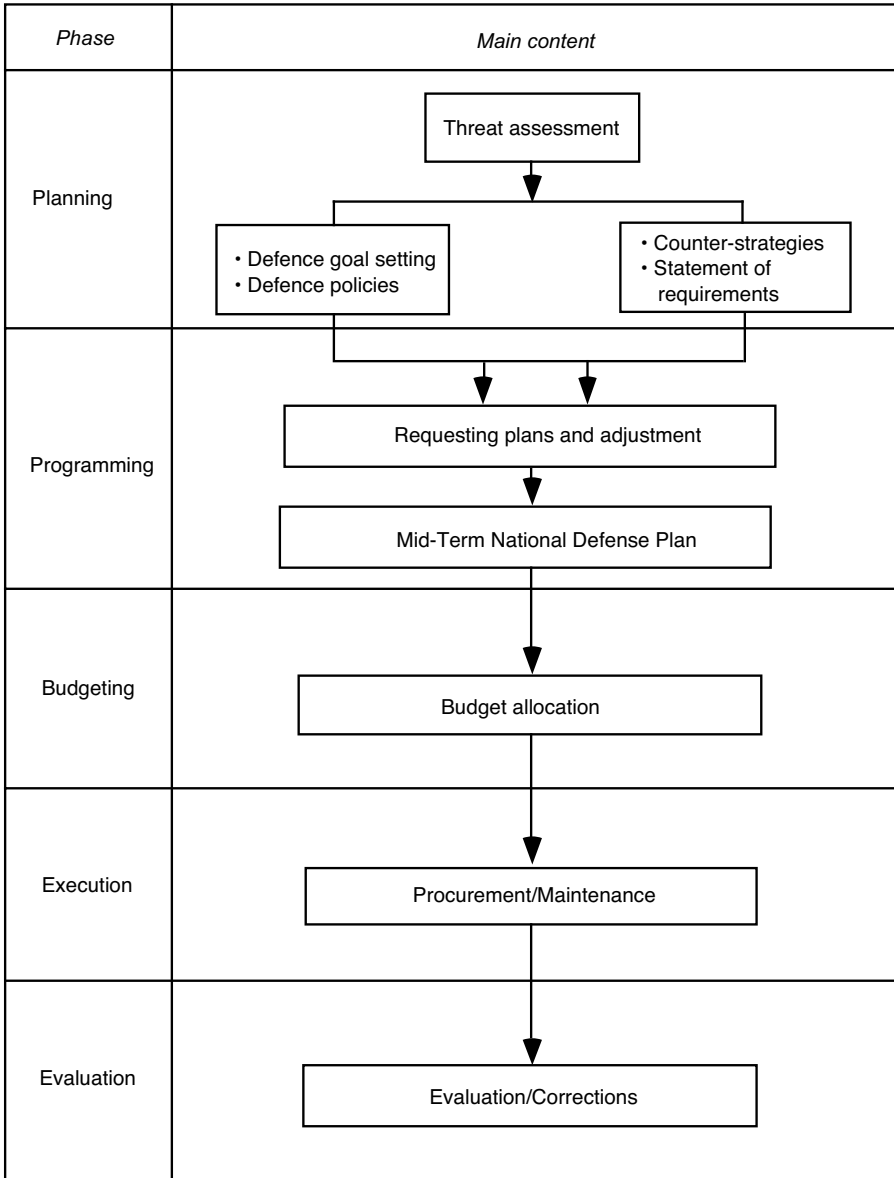 Phase
Main content
Planning
Threat assessment
• Defence goal setting
• Defence policies
• Counter-strategies
• Statement of
requirements
Programming
Requesting plans and adjustment
Mid-Term National Defense Plan
Budgeting
Budget allocation
Execution
Procurement/Maintenance
Evaluation
Evaluation/Corrections